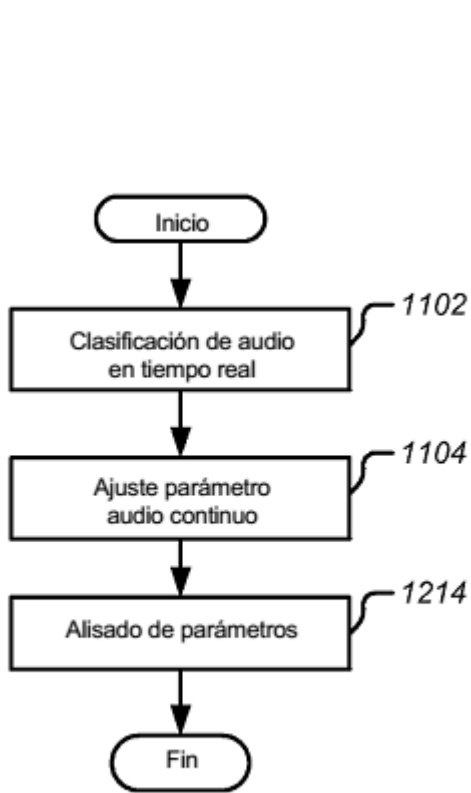 Inicio
1102
Clasificación de audio
en tiempo real
1104
Ajuste parámetro
audio continuo
1214
Alisado de parámetros
Fin